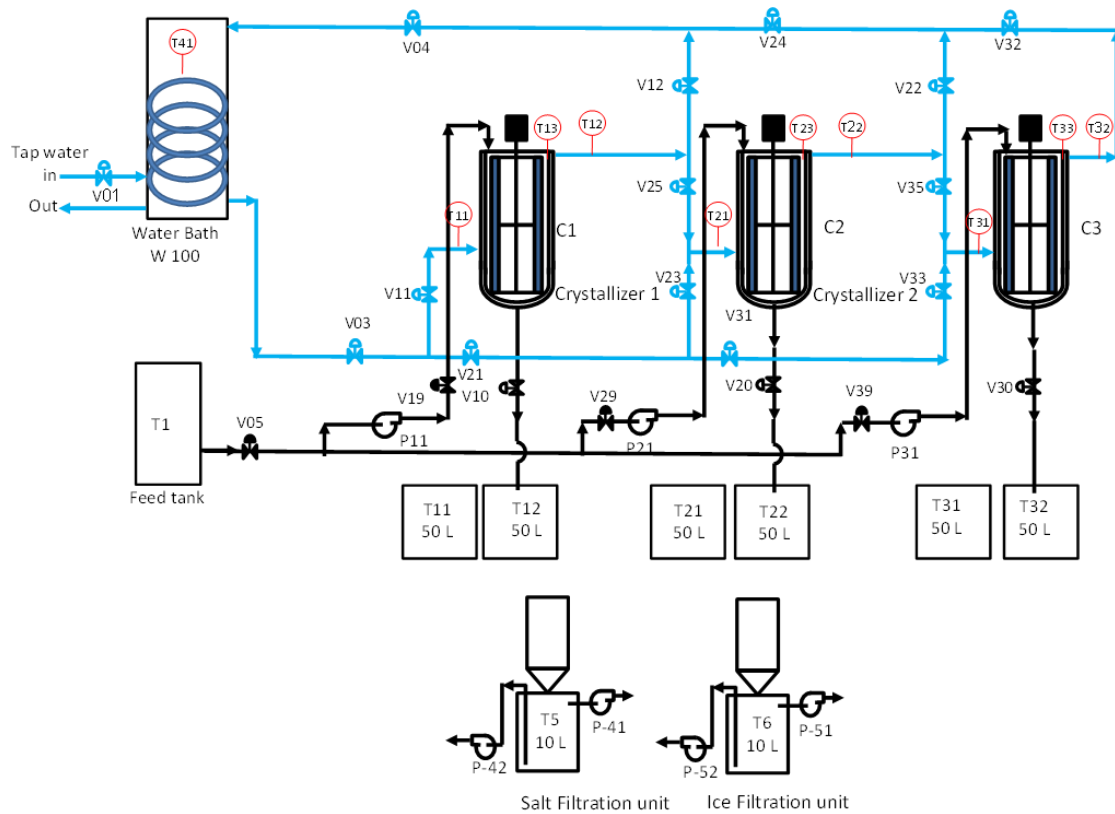 V04
V24
V32
T41
V12
V22
T13
T12
T23
T22
T33
T32
Tap water
in
V01
Out
V25
V35
T11
T21
T31
C1
C2
C3
Water Bath
W 100
V11
Crystallizer 1
V23
Crystallizer 2
V33
V31
V03
V21
V19
V10
V20
V30
V29
V39
T1
V05
P11
P21
P31
Feed tank
T11
50 L
T12
50 L
T21
50 L
T22
50 L
T31
50 L
T32
50 L
T5
10 L
P-41
P-42
T6
10 L
P-51
P-52
Salt Filtration unit
Ice Filtration unit